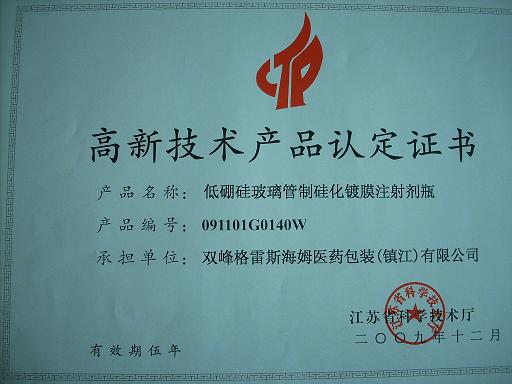 高新技术产品认定证书
产品名称：低硼硅玻璃管制硅化镀膜注射剂瓶
产品编号：091101G0140W
承担单位：双峰格雷斯海姆医药包装(镇江)有限公司
江苏省科学技术厅
二〇〇九年十二月
有效期伍年